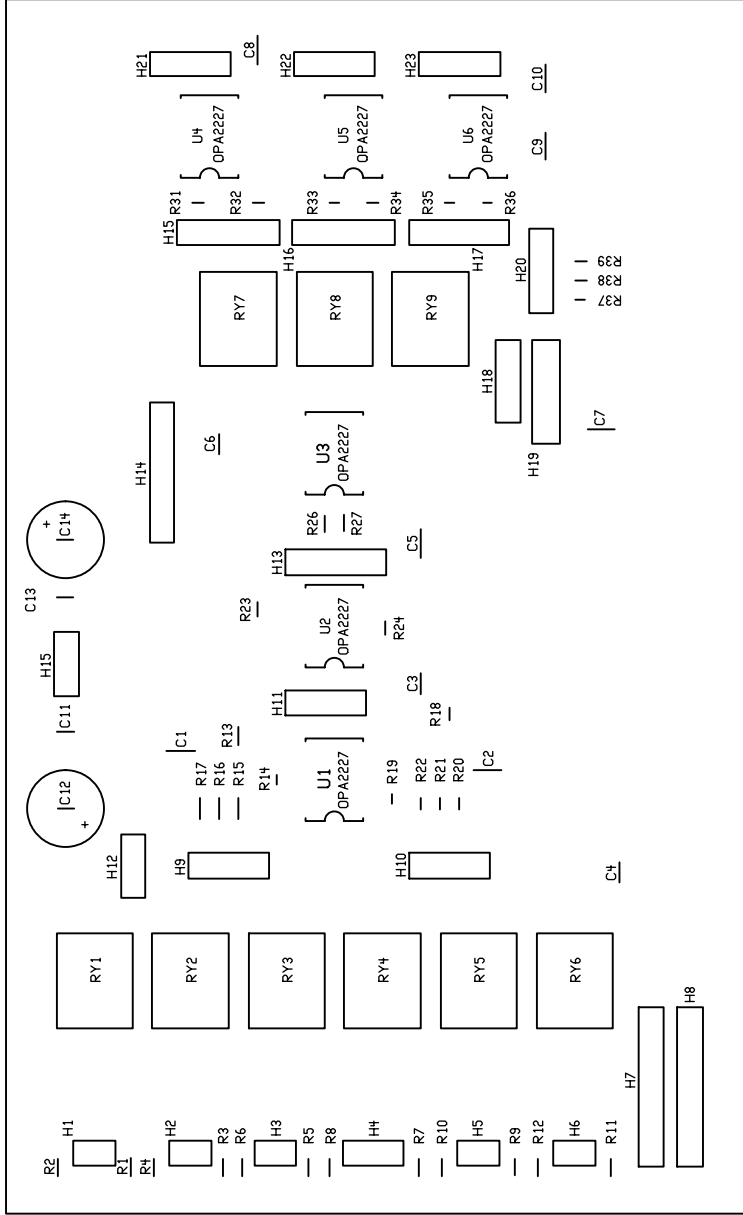 C8
H21
H22
H23
C10
U4
OPA2227
U5
OPA2227
U6
OPA2227
C9
R31
R32
R33
R34
R35
R36
H15
H16
H17
H20
R39
R38
R37
RY7
RY8
RY9
H18
H19
C7
H14
C6
U3
OPA2227
+
C14
R26
R27
H13
C5
C13
R23
U2
OPA2227
R24
H15
C11
H11
C3
R18
C1
R13
R17
R16
R15
R14
U1
OPA2227
R19
R22
R21
R20
C2
C12
+
H12
H9
H10
C4
RY1
RY2
RY3
RY4
RY5
RY6
H8
H7
H1
H2
H3
H4
H5
H6
R2
R1
R4
R3
R6
R5
R8
R7
R10
R9
R12
R11